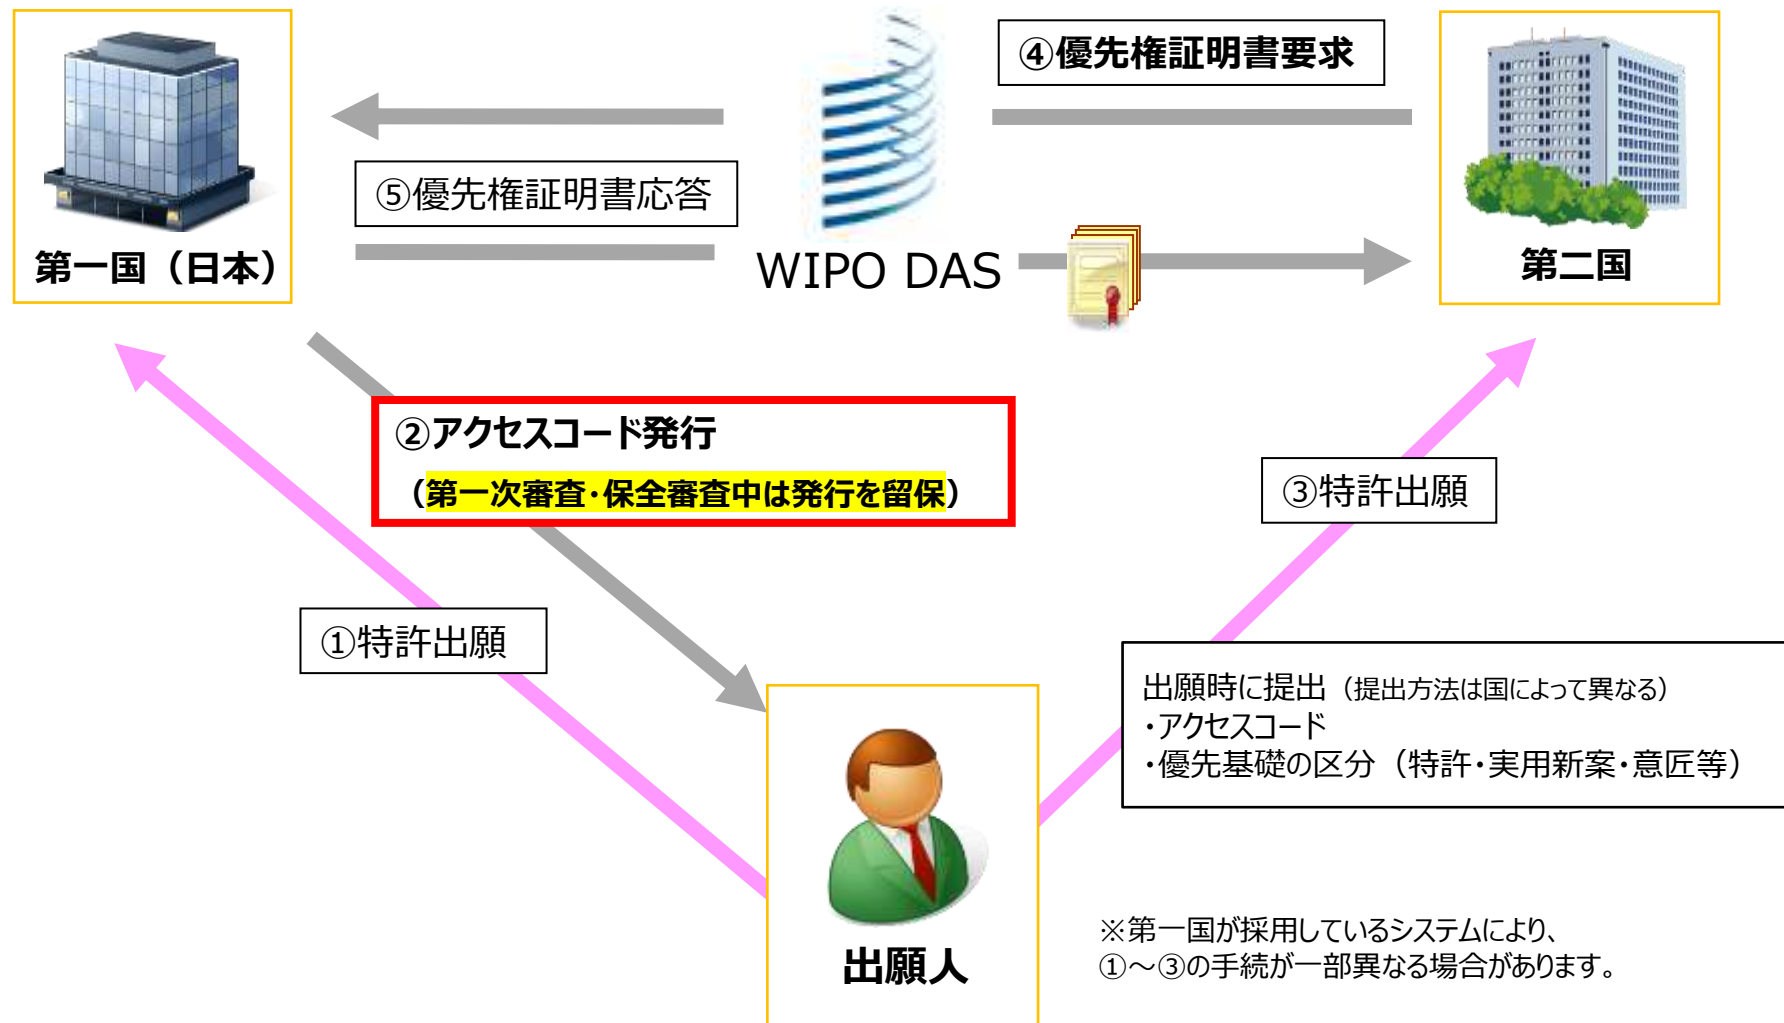 ④優先権証明書要求
⑤優先権証明書応答
第一国（日本）
WIPO DAS
第二国
②アクセスコード発行
（第一次審査・保全審査中は発行を留保）
③特許出願
①特許出願
出願時に提出（提出方法は国によって異なる）
・アクセスコード
・優先基礎の区分（特許・実用新案・意匠等）
出願人
※第一国が採用しているシステムにより、
①～③の手続が一部異なる場合があります。